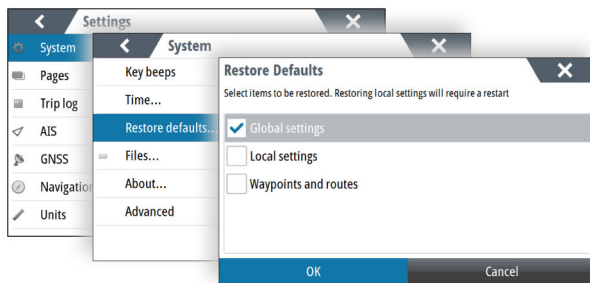 Settings
System
Pages
Trip log
AIS
GNSS
Navigation
Units
System
Key beeps
Time...
Restore defaults...
Files...
About...
Advanced
Restore Defaults
Select items to be restored. Restoring local settings will require a restart
Global settings
Local settings
Waypoints and routes
OK
Cancel